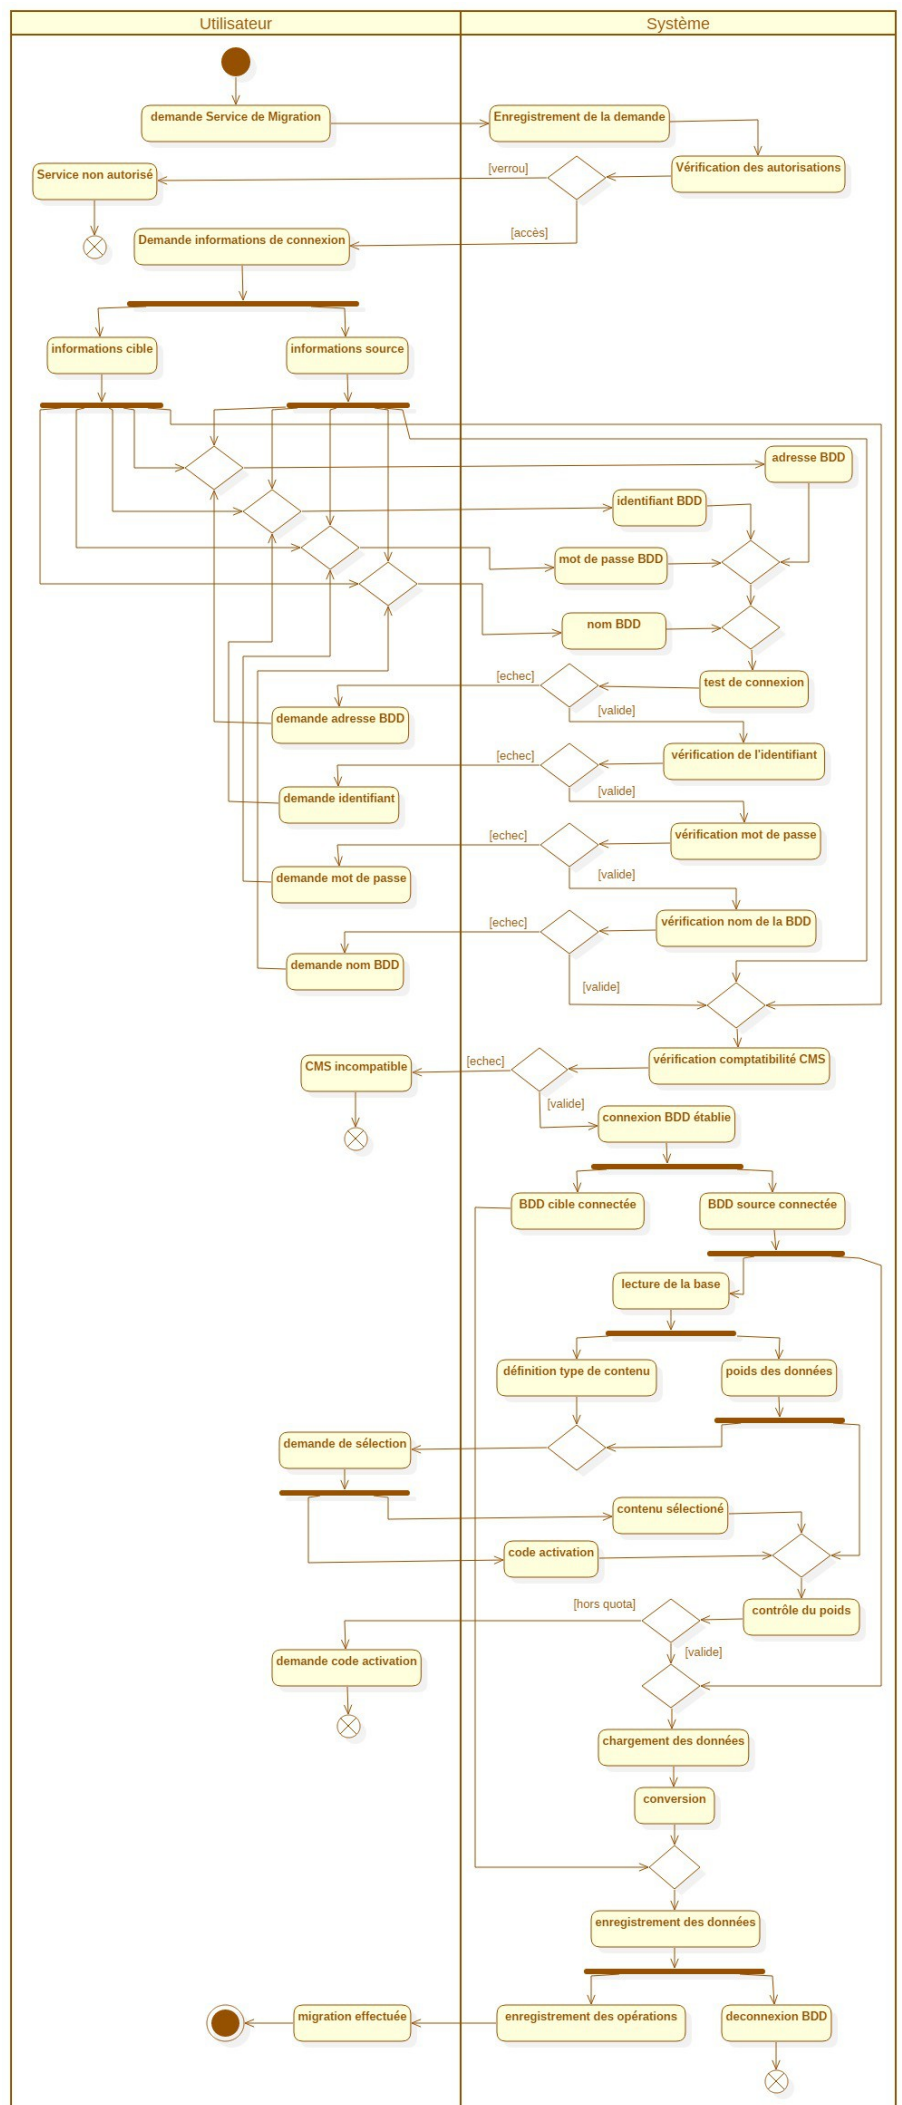 Utilisateur
Système
demande Service de Migration
Enregistrement de la demande
Service non autorisé
[verrou]
Vérification des autorisations
Demande informations de connexion
[accès]
informations cible
informations source
adresse BDD
identifiant BDD
mot de passe BDD
nom BDD
[echec]
test de connexion
demande adresse BDD
[valide]
vérification de l'identifiant
[echec]
demande identifiant
[valide]
vérification mot de passe
[echec]
demande mot de passe
[valide]
vérification nom de la BDD
[echec]
demande nom BDD
[valide]
CMS incompatible
[echec]
vérification comptatibilité CMS
[valide]
connexion BDD établie
BDD cible connectée
BDD source connectée
lecture de la base
définition type de contenu
poids des données
demande de sélection
contenu sélectioné
code activation
[hors quota]
contrôle du poids
demande code activation
[valide]
chargement des données
conversion
enregistrement des données
migration effectuée
enregistrement des opérations
deconnexion BDD